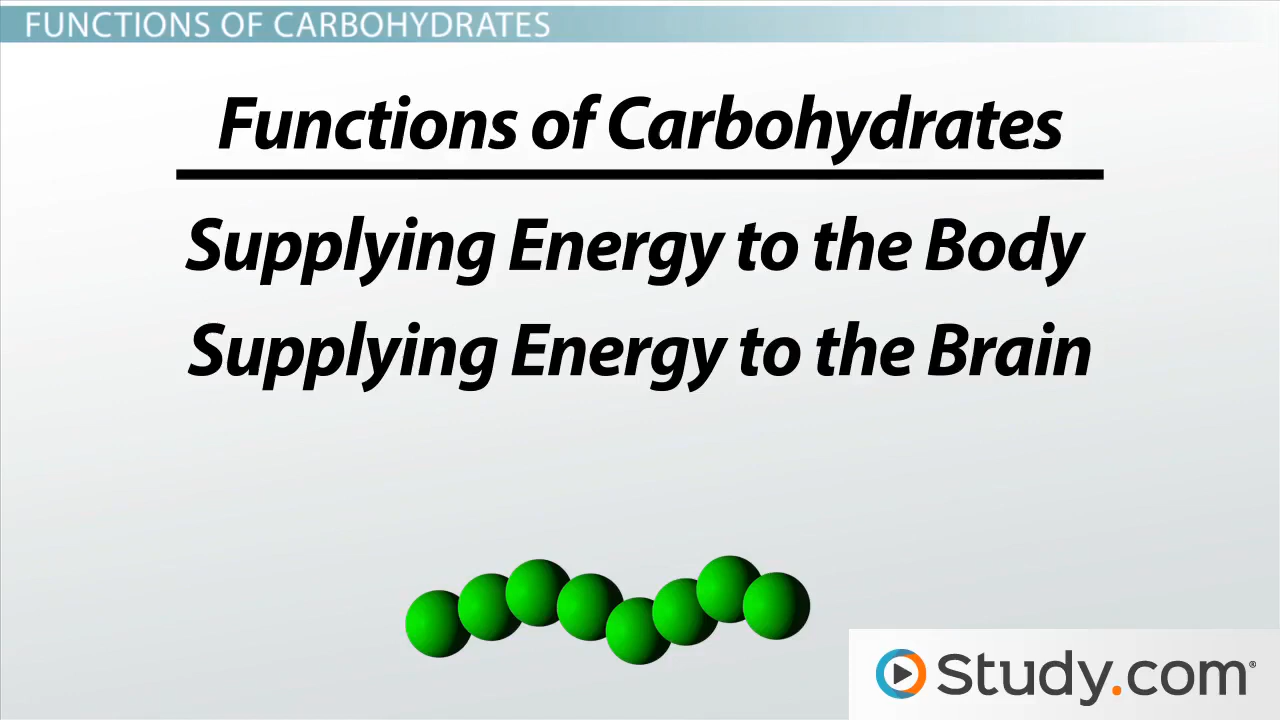 FUNCTIONS OF CARBOHYDRATES
Functions of Carbohydrates
Supplying Energy to the Body
Supplying Energy to the Brain
Study.com®